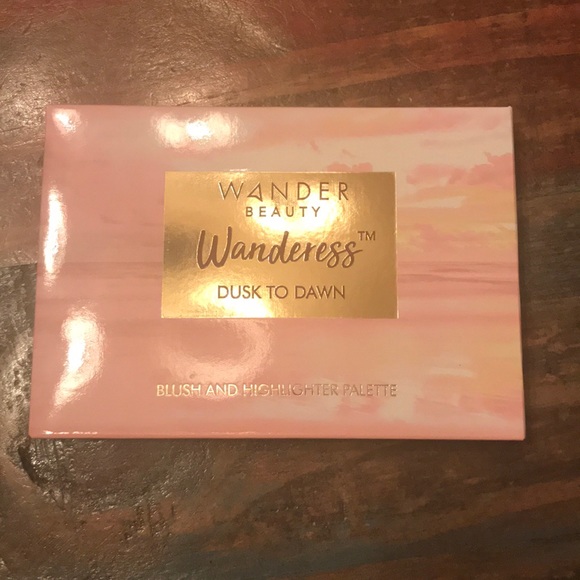 WANDER
BEAUTY
Wanderess™
DUSK TO DAWN
BLUSH AND HIGHLIGHTER PALETTE